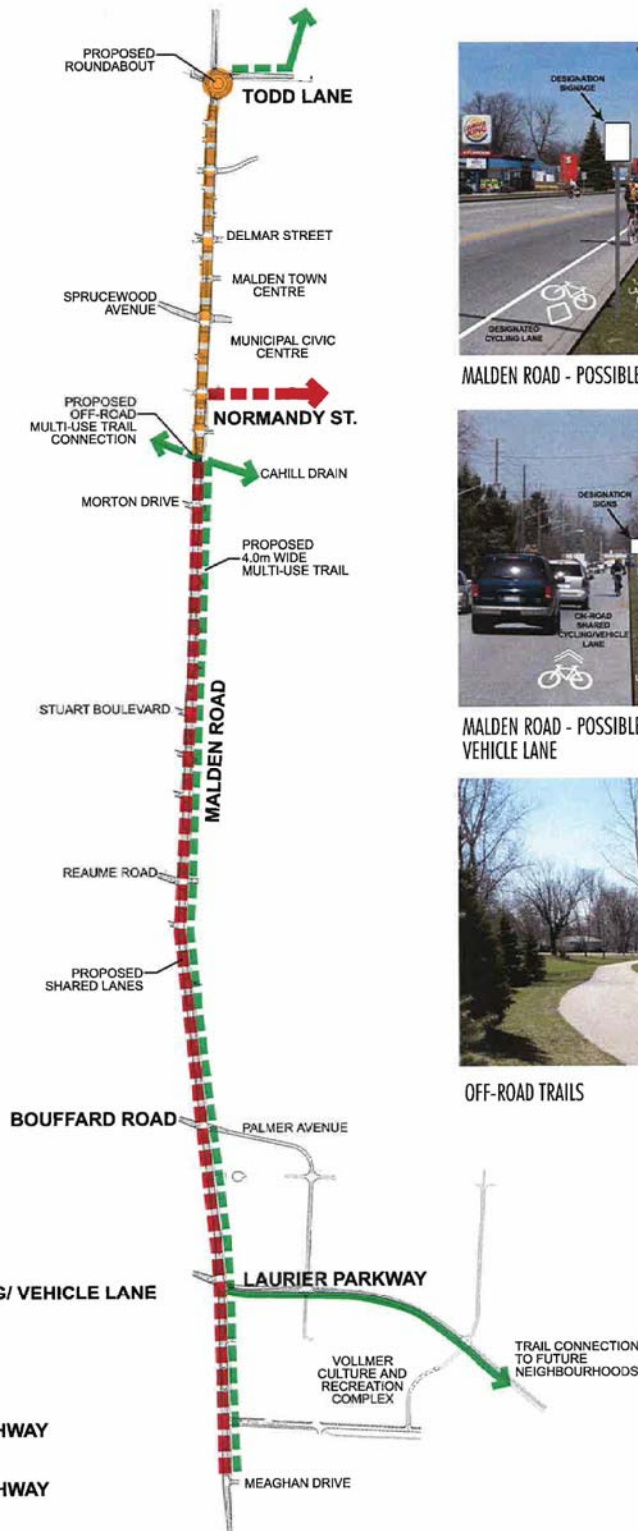 PROPOSED
ROUNDABOUT
TODD LANE
DELMAR STREET
MALDEN TOWN
CENTRE
SPRUCEWOOD
AVENUE
MUNICIPAL CIVIC
CENTRE
NORMANDY ST.
PROPOSED
OFF-ROAD
MULTI-USE TRAIL
CONNECTION
CAHILL DRAIN
MORTON DRIVE
PROPOSED
4.0m WIDE
MULTI-USE TRAIL
STUART BOULEVARD
MALDEN ROAD
REAUME ROAD
PROPOSED
SHARED LANES
BOUFFARD ROAD
PALMER AVENUE
G/ VEHICLE LANE
LAURIER PARKWAY
TRAIL CONNECTION
TO FUTURE
NEIGHBOURHOODS
VOLLMER
CULTURE AND
RECREATION
COMPLEX
HWAY
MEAGHAN DRIVE
HWAY
DESIGNATION
SIGNAGE
BURGER
KING
DESIGNATED
CYCLING LANE
MALDEN ROAD - POSSIBLE
DESIGNATION
SIGNS
ON-ROAD
SHARED
CYCLING/VEHICLE
LANE
MALDEN ROAD - POSSIBLE
VEHICLE LANE
OFF-ROAD TRAILS